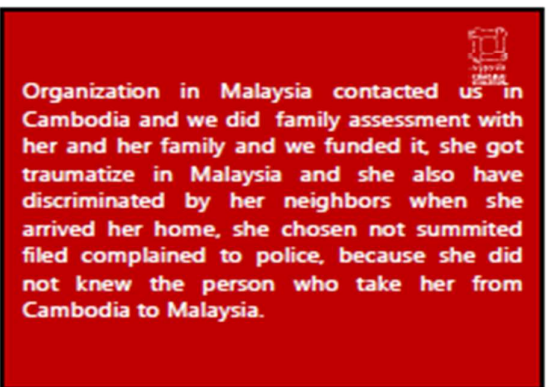 Organization in Malaysia contacted us in
Cambodia and we did family assessment with
her and her family and we funded it, she got
traumatize in Malaysia and she also have
discriminated by her neighbors when she
arrived her home, she chosen not summited
filed complained to police, because she did
not knew the person who take her from
Cambodia to Malaysia.